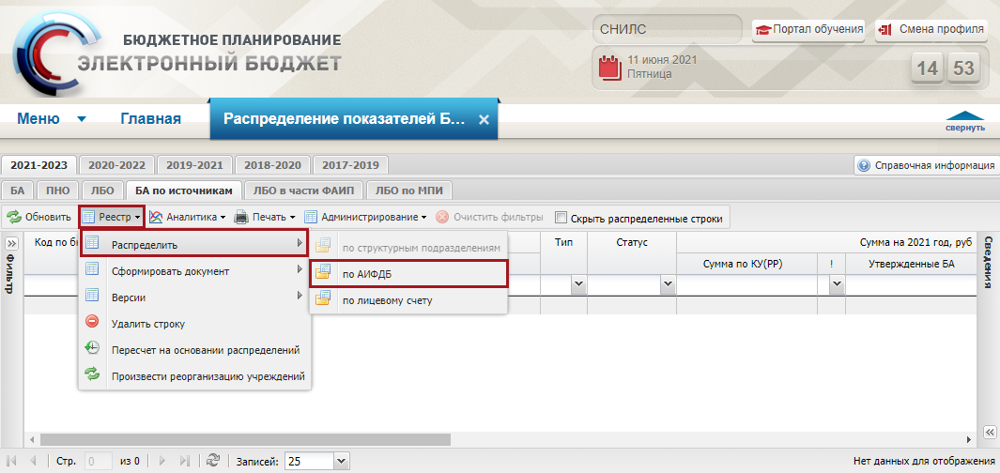 БЮДЖЕТНОЕ ПЛАНИРОВАНИЕ
ЭЛЕКТРОННЫЙ БЮДЖЕТ
СНИЛС
Портал обучения
Смена профиля
11 июня 2021
Пятница
14 53
Меню
Главная
Распределение показателей Б...
свернуть
2021-2023 2020-2022 2019-2021 2018-2020 2017-2019
Справочная информация
БА ПНО ЛБО БА по источникам ЛБО в части ФАИП ЛБО по МПИ
Обновить Реестр Аналитика Печать Администрирование Очистить фильтры Скрыть распределенные строки
Фильтр
Код по б
Тип
Статус
Сумма на 2021 год, руб
Сумма по КУ(РР) ! Утвержденные БА
Сведения
Распределить
Сформировать документ
Версии
Удалить строку
Пересчет на основании распределений
Произвести реорганизацию учреждений
по структурным подразделениям
по АИФДБ
по лицевому счету
Стр. 0 из 0 Записей: 25
Нет данных для отображения